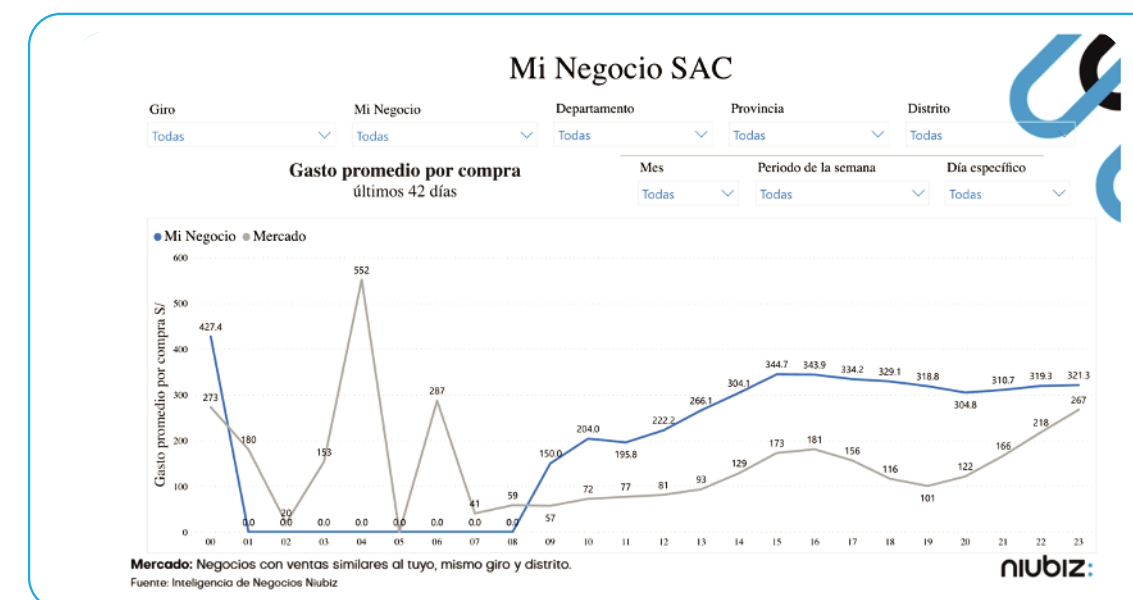 Mi Negocio SAC
Giro Mi Negocio Departamento Provincia Distrito
Todas Todas Todas Todas Todas
Gasto promedio por compra
últimos 42 días
Mes Periodo de la semana Día específico
Todas Todas Todas
Mi Negocio Mercado
Gasto promedio por compra S/
600
500
400
300
200
100
0
427.4 0.0 0.0 0.0 0.0 0.0 0.0 0.0 0.0 150.0 204.0 195.8 222.2 266.1 304.1 344.7 343.9 334.2 329.1 318.8 304.8 310.7 319.3 321.3
273 180 20 153 552 287 41 59 57 72 77 81 93 129 173 181 156 116 101 122 166 218 267
00 01 02 03 04 05 06 07 08 09 10 11 12 13 14 15 16 17 18 19 20 21 22 23
Mercado: Negocios con ventas similares al tuyo, mismo giro y distrito.
Fuente: Inteligencia de Negocios Niubiz
niubiz: